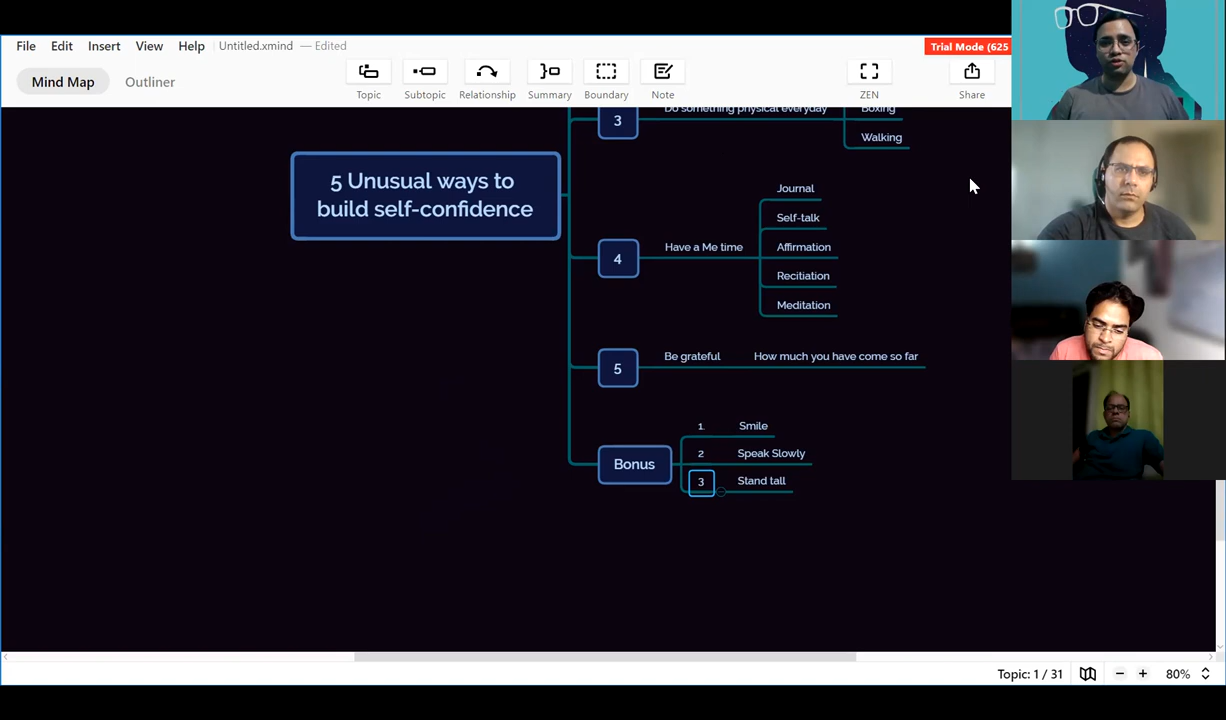 File Edit Insert View Help Untitled.xmind — Edited
Trial Mode (625
Mind Map Outliner
Topic Subtopic Relationship Summary Boundary Note ZEN Share
3 Do something physical everyday Boxing
Walking
5 Unusual ways to
build self-confidence
Journal
Self-talk
4 Have a Me time Affirmation
Recitiation
Meditation
5 Be grateful How much you have come so far
1. Smile
Bonus 2 Speak Slowly
3 Stand tall
Topic: 1 / 31 80%